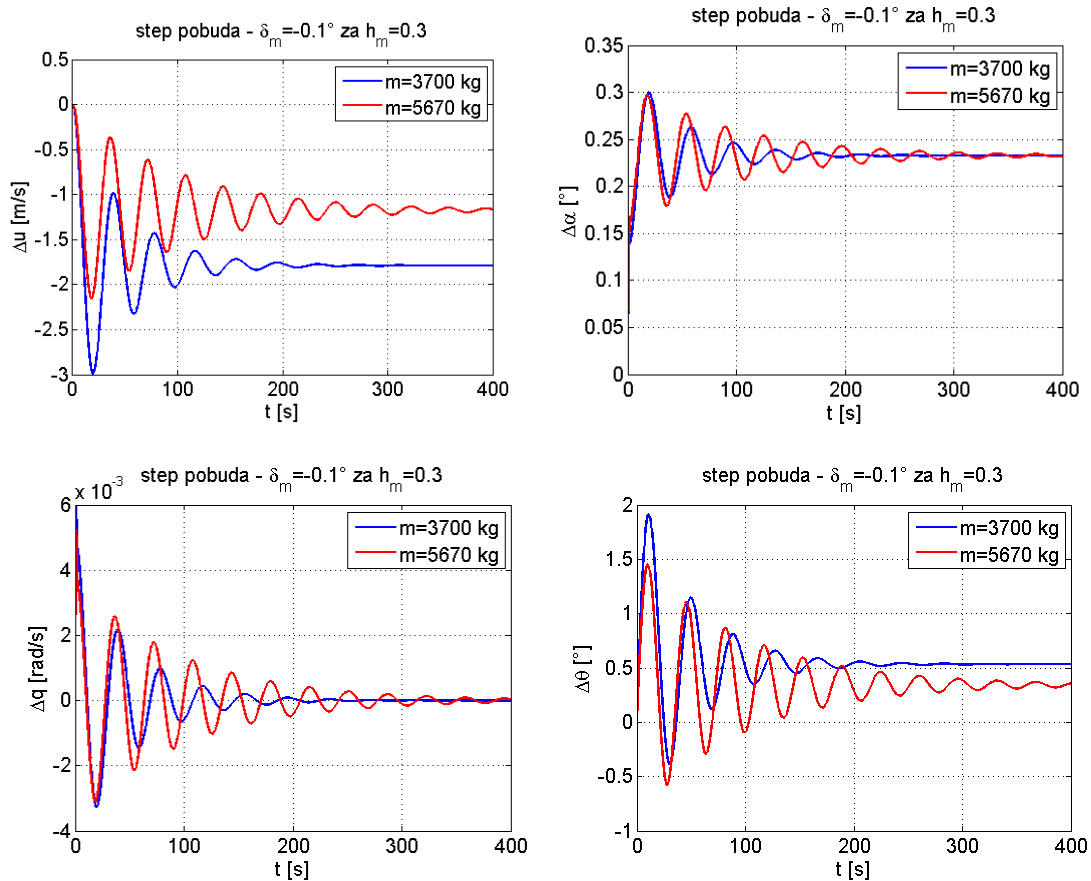 step pobuda - δm=-0.1° za hm=0.3
m=3700 kg
m=5670 kg
Δu [m/s]
0
-0.5
-1
-1.5
-2
-2.5
-3
0 100 200 300 400
t [s]
step pobuda - δm=-0.1° za hm=0.3
m=3700 kg
m=5670 kg
Δα [°]
0.35
0.3
0.25
0.2
0.15
0.1
0.05
0
0 100 200 300 400
t [s]
step pobuda - δm=-0.1° za hm=0.3
x 10⁻³
m=3700 kg
m=5670 kg
Δq [rad/s]
6
4
2
0
-2
-4
0 100 200 300 400
t [s]
step pobuda - δm=-0.1° za hm=0.3
m=3700 kg
m=5670 kg
Δθ [°]
2
1.5
1
0.5
0
-0.5
-1
0 100 200 300 400
t [s]